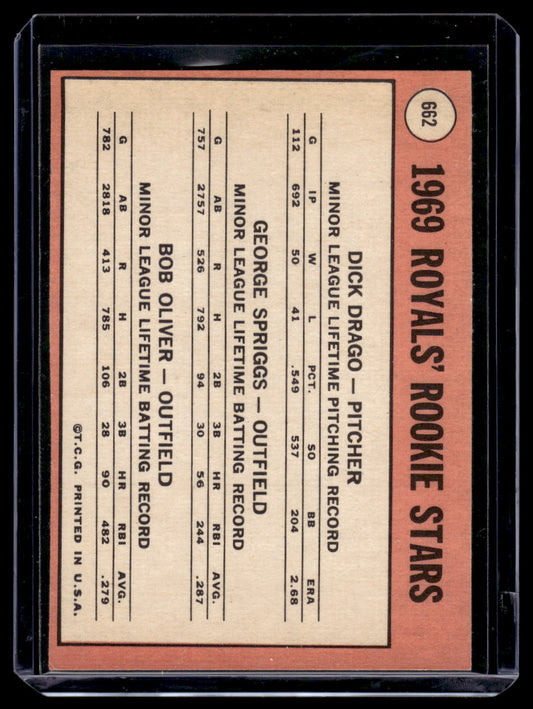 662
1969 ROYALS' ROOKIE STARS
DICK DRAGO — PITCHER
MINOR LEAGUE LIFETIME PITCHING RECORD
G IP W L PCT. SO BB ERA
112 692 50 41 .549 537 204 2.68
GEORGE SPRIGGS — OUTFIELD
MINOR LEAGUE LIFETIME BATTING RECORD
G AB R H 2B 3B HR RBI AVG.
757 2757 526 792 94 30 56 244 .287
BOB OLIVER — OUTFIELD
MINOR LEAGUE LIFETIME BATTING RECORD
G AB R H 2B 3B HR RBI AVG.
782 2818 413 785 106 28 90 482 .279
©T.C.G. PRINTED IN U.S.A.